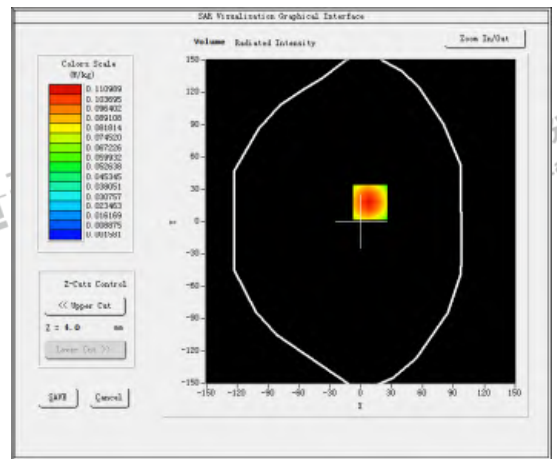 SAR Visualisation Graphical Interface
Volume Radiated Intensity
Zoom In/Out
Colors Scale
(W/kg)
0.110989
0.103695
0.096402
0.089108
0.081814
0.074520
0.067226
0.059932
0.052638
0.045345
0.038051
0.030757
0.023463
0.016169
0.008875
0.001581
150
120
90
60
30
0
-30
-60
-90
-120
-150
-150 -120 -90 -60 -30 0 30 60 90 120 150
Z-Cuts Control
<< Upper Cut
Z = 4.0 mm
Lower Cut >>
SAVE
Cancel